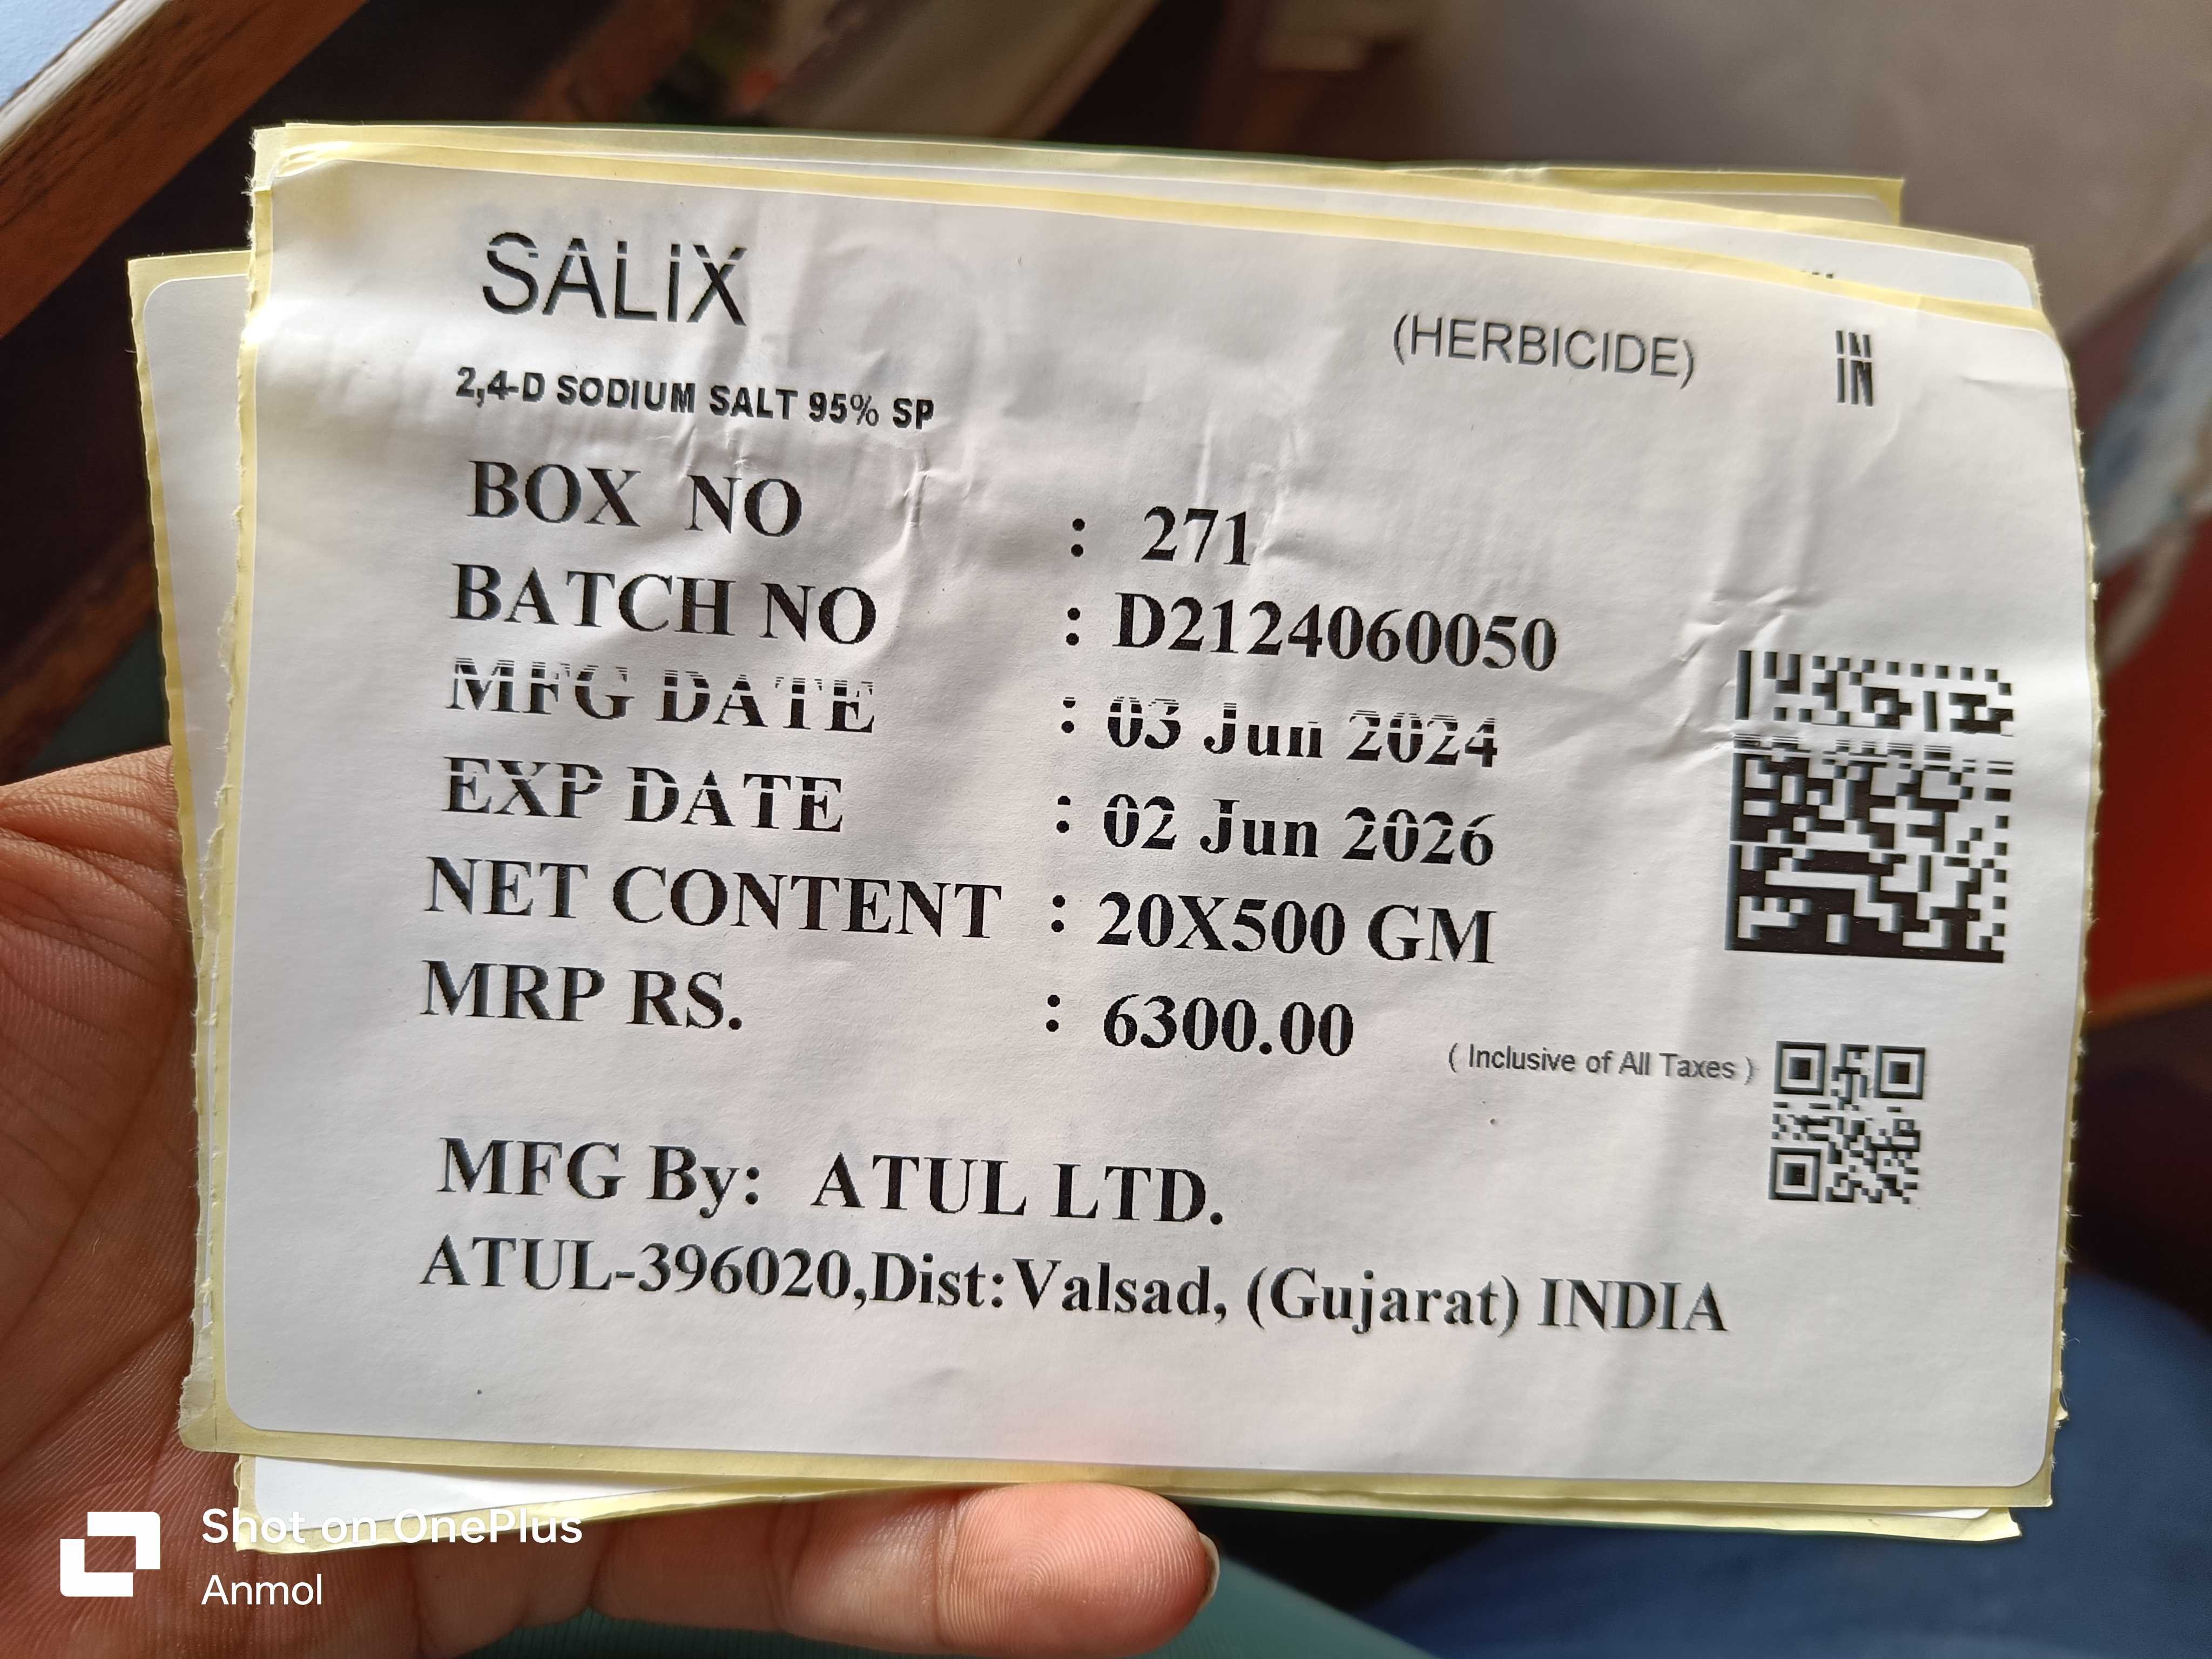 SALIX
(HERBICIDE)
IN
IN
2,4-D SODIUM SALT 95% SP
BOX NO : 271
BATCH NO : D2124060050
MFG DATE : 03 Jun 2024
EXP DATE : 02 Jun 2026
NET CONTENT : 20X500 GM
MRP RS. : 6300.00 ( Inclusive of All Taxes )
MFG By: ATUL LTD.
ATUL-396020,Dist:Valsad, (Gujarat) INDIA
Shot on OnePlus
Anmol